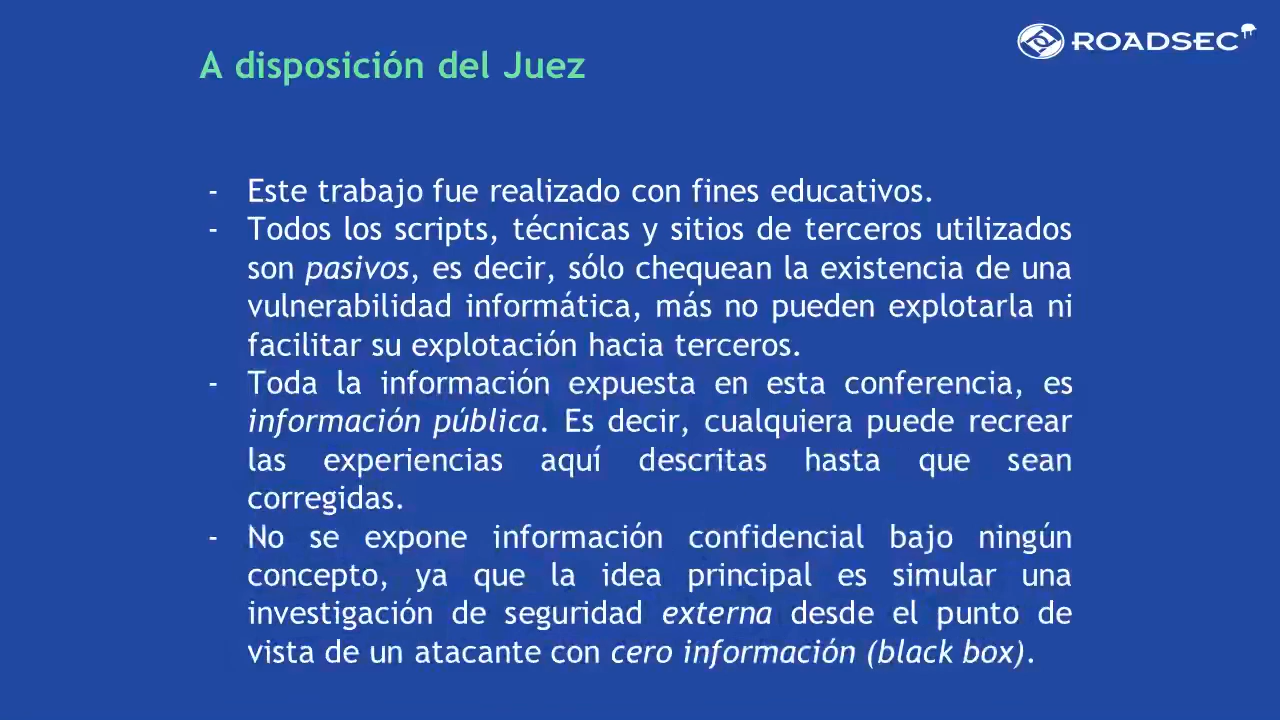 ROADSEC
A disposición del Juez
- Este trabajo fue realizado con fines educativos.
- Todos los scripts, técnicas y sitios de terceros utilizados
son pasivos, es decir, sólo chequean la existencia de una
vulnerabilidad informática, más no pueden explotarla ni
facilitar su explotación hacia terceros.
- Toda la información expuesta en esta conferencia, es
información pública. Es decir, cualquiera puede recrear
las experiencias aquí descritas hasta que sean
corregidas.
- No se expone información confidencial bajo ningún
concepto, ya que la idea principal es simular una
investigación de seguridad externa desde el punto de
vista de un atacante con cero información (black box).